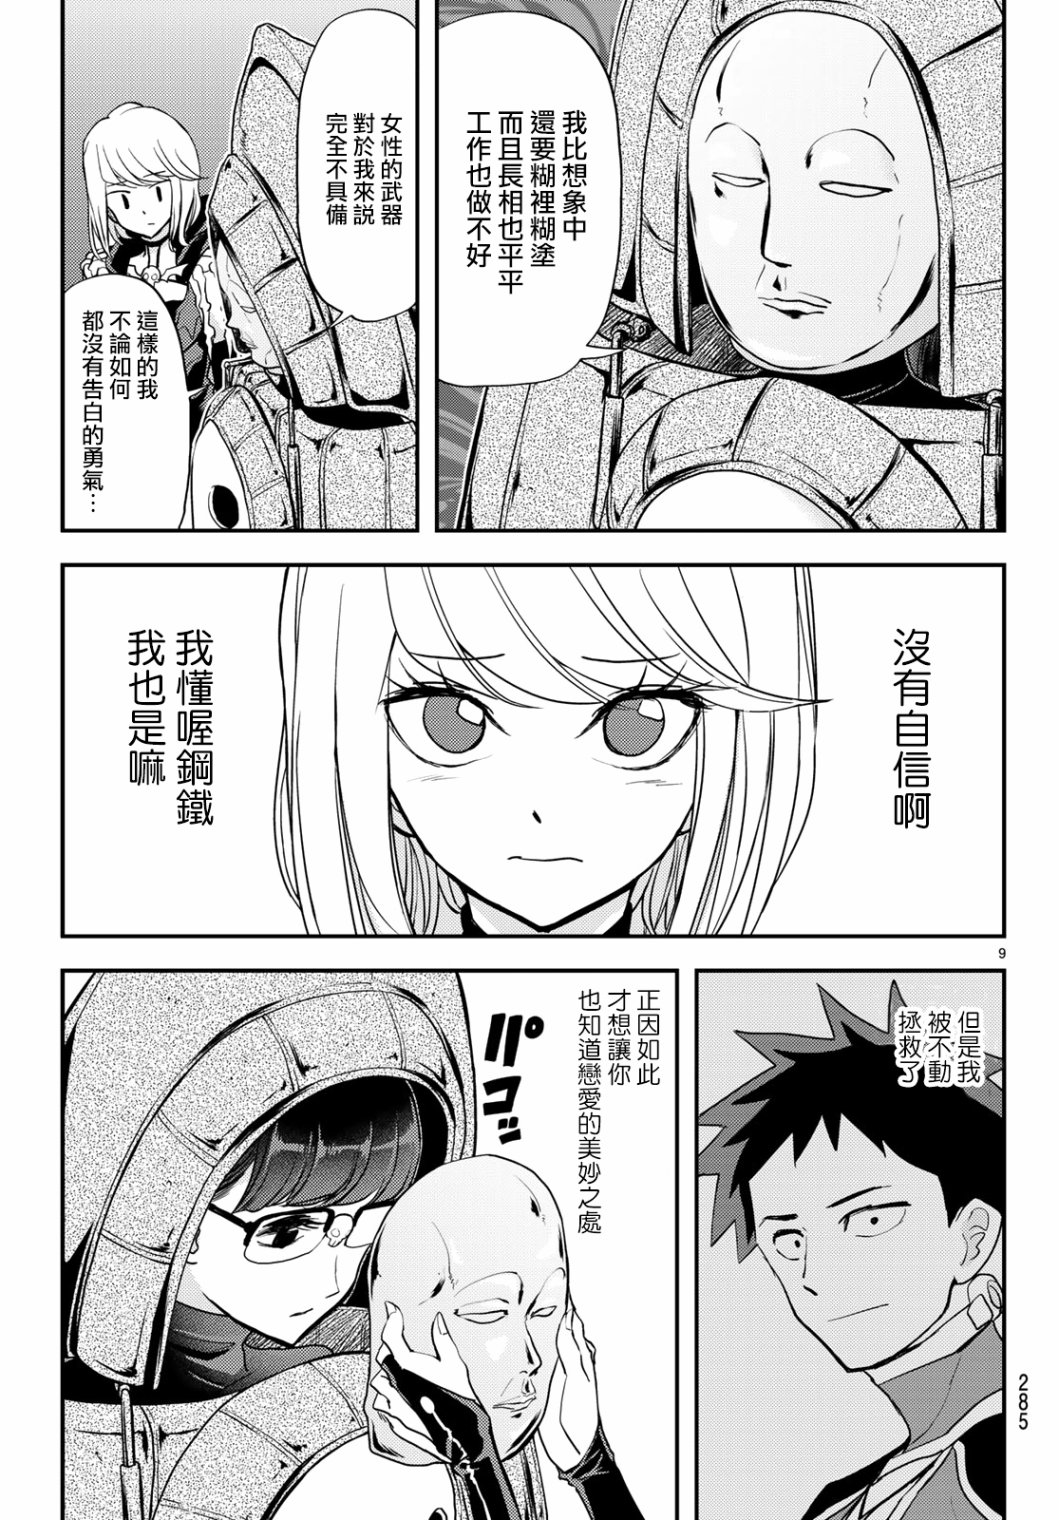 我比想象中
還要糊裡糊塗
而且長相也平平
工作也做不好
女性的武器
對於我來說
完全不具備
這樣的我
不論如何
都沒有告白的勇氣…
沒有自信啊
我懂喔鋼鐵
我也是嘛
9
但是我
被不動
拯救了
正因如此
才想讓你
也知道戀愛的美妙之處
パコ
285